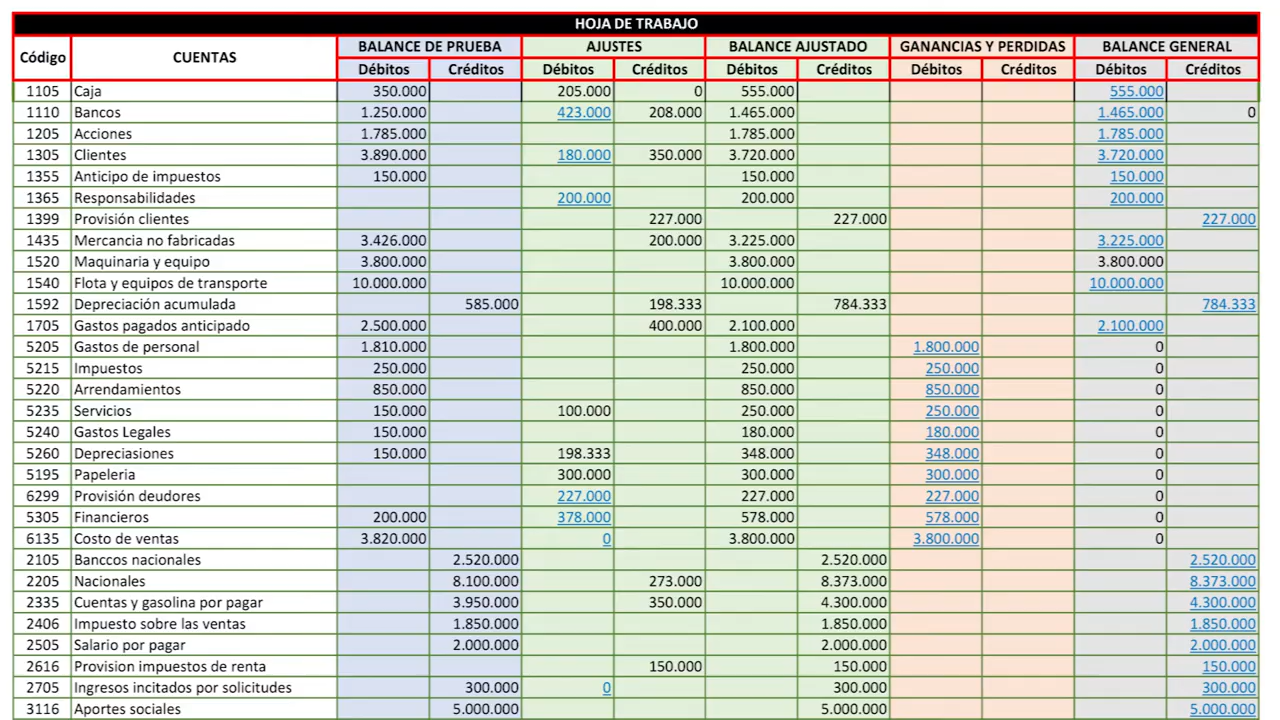 HOJA DE TRABAJO
Código CUENTAS BALANCE DE PRUEBA AJUSTES BALANCE AJUSTADO GANANCIAS Y PERDIDAS BALANCE GENERAL
Débitos Créditos Débitos Créditos Débitos Créditos Débitos Créditos Débitos Créditos
1105 Caja 350.000 205.000 0 555.000 555.000
1110 Bancos 1.250.000 423.000 208.000 1.465.000 1.465.000 0
1205 Acciones 1.785.000 1.785.000 1.785.000
1305 Clientes 3.890.000 180.000 350.000 3.720.000 3.720.000
1355 Anticipo de impuestos 150.000 150.000 150.000
1365 Responsabilidades 200.000 200.000 200.000
1399 Provisión clientes 227.000 227.000 227.000
1435 Mercancia no fabricadas 3.426.000 200.000 3.225.000 3.225.000
1520 Maquinaria y equipo 3.800.000 3.800.000 3.800.000
1540 Flota y equipos de transporte 10.000.000 10.000.000 10.000.000
1592 Depreciación acumulada 585.000 198.333 784.333 784.333
1705 Gastos pagados anticipado 2.500.000 400.000 2.100.000 2.100.000
5205 Gastos de personal 1.810.000 1.800.000 1.800.000 0
5215 Impuestos 250.000 250.000 250.000 0
5220 Arrendamientos 850.000 850.000 850.000 0
5235 Servicios 150.000 100.000 250.000 250.000 0
5240 Gastos Legales 150.000 180.000 180.000 0
5260 Depreciasiones 150.000 198.333 348.000 348.000 0
5195 Papeleria 300.000 300.000 300.000 0
6299 Provisión deudores 227.000 227.000 227.000 0
5305 Financieros 200.000 378.000 578.000 578.000 0
6135 Costo de ventas 3.820.000 0 3.800.000 3.800.000 0
2105 Banccos nacionales 2.520.000 2.520.000 2.520.000
2205 Nacionales 8.100.000 273.000 8.373.000 8.373.000
2335 Cuentas y gasolina por pagar 3.950.000 350.000 4.300.000 4.300.000
2406 Impuesto sobre las ventas 1.850.000 1.850.000 1.850.000
2505 Salario por pagar 2.000.000 2.000.000 2.000.000
2616 Provision impuestos de renta 150.000 150.000 150.000
2705 Ingresos incitados por solicitudes 300.000 0 300.000 300.000
3116 Aportes sociales 5.000.000 5.000.000 5.000.000